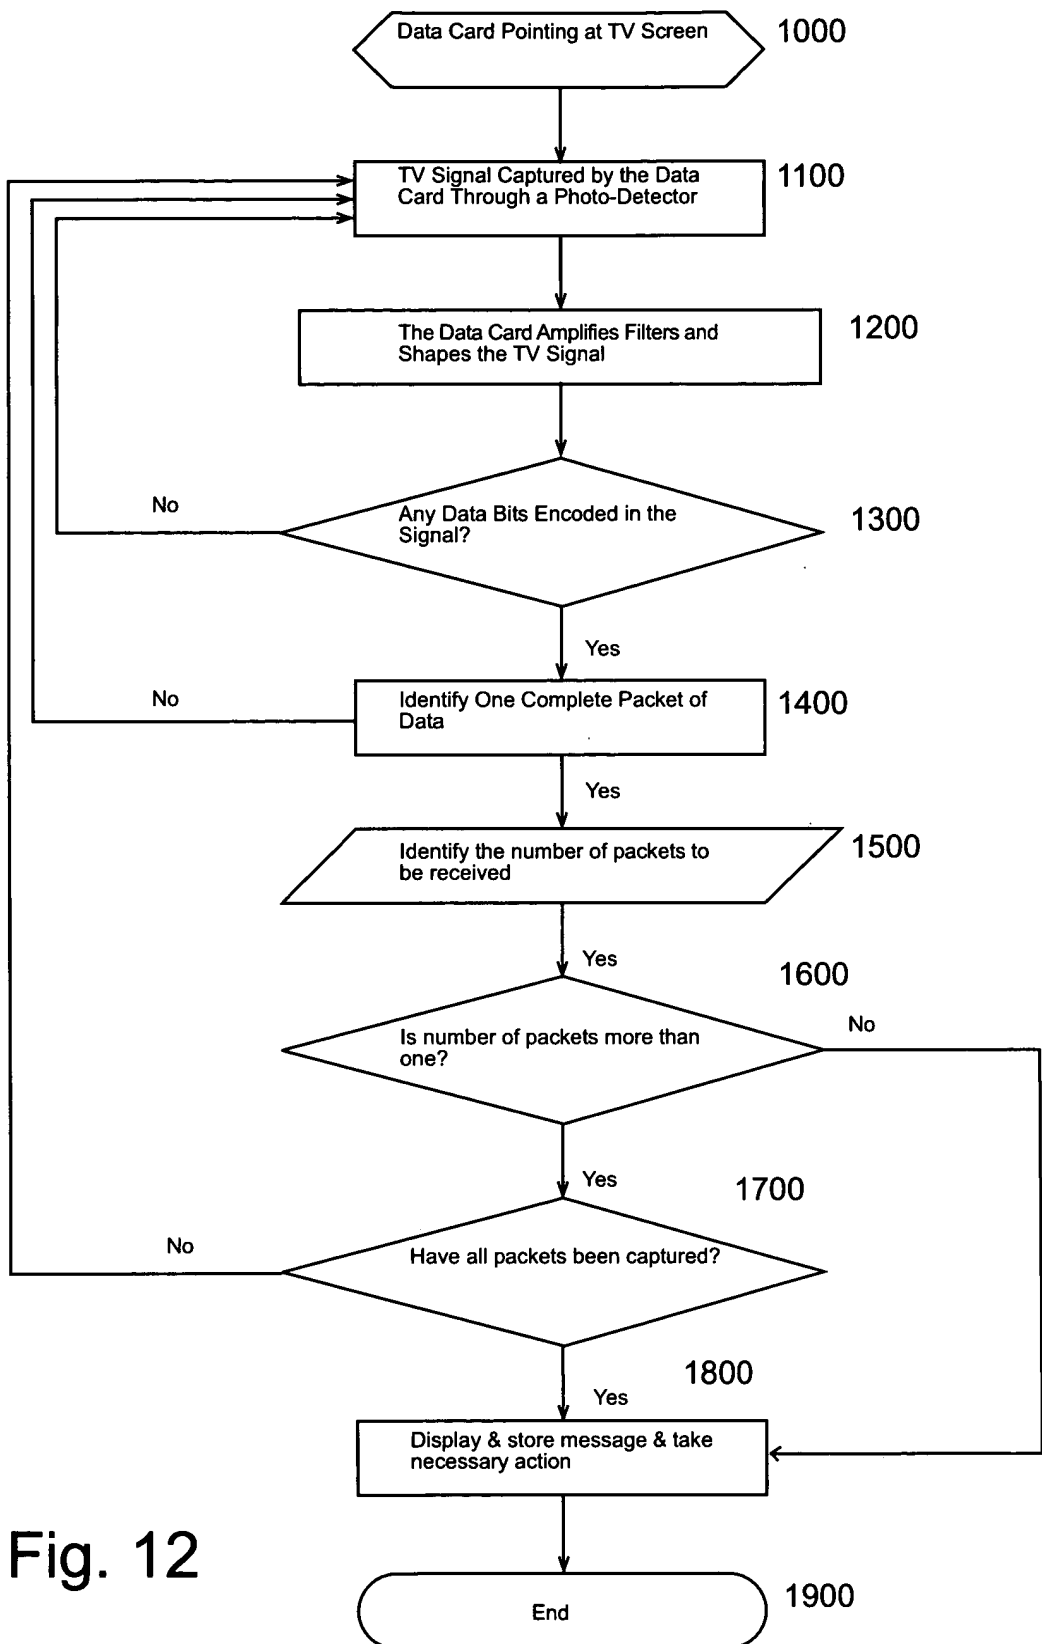 Data Card Pointing at TV Screen
1000
TV Signal Captured by the Data
Card Through a Photo-Detector
1100
The Data Card Amplifies Filters and
Shapes the TV Signal
1200
No
Any Data Bits Encoded in the
Signal?
1300
Yes
No
Identify One Complete Packet of
Data
1400
Yes
Identify the number of packets to
be received
1500
Yes
1600
Is number of packets more than
one?
No
Yes
1700
No
Have all packets been captured?
1800
Yes
Display & store message & take
necessary action
Fig. 12
End
1900